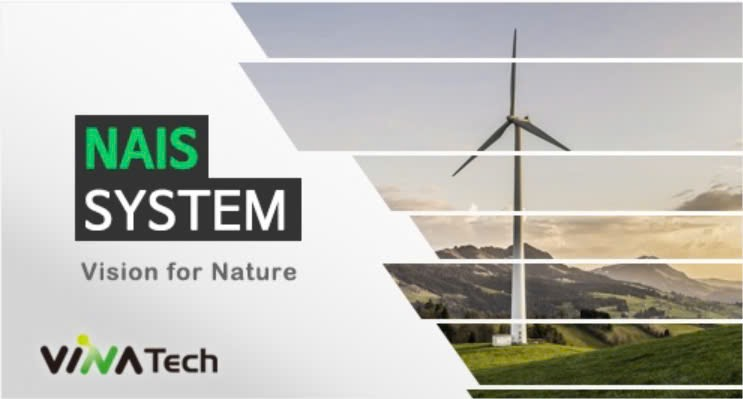 NAIS
SYSTEM
Vision for Nature
ViNATech